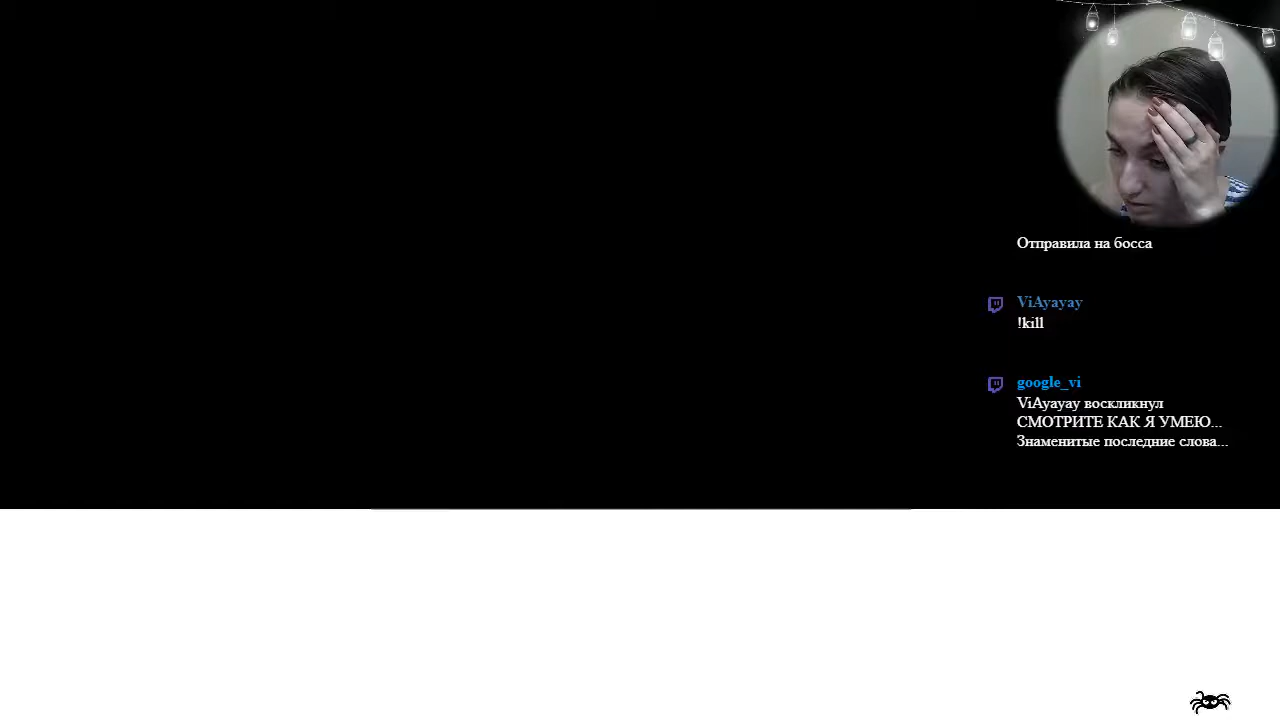 Отправила на босса
ViAyayay
!kill
google_vi
ViAyayay воскликнул
СМОТРИТЕ КАК Я УМЕЮ...
Знаменитые последние слова...